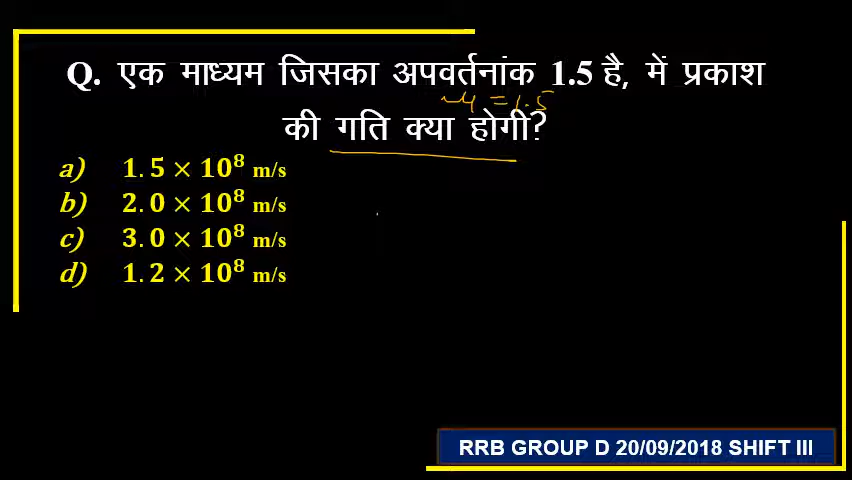 Q. एक माध्यम जिसका अपवर्तनांक 1.5 है, में प्रकाश
μ = 1.5
की गति क्या होगी?
a) 1.5 × 10⁸ m/s
b) 2.0 × 10⁸ m/s
c) 3.0 × 10⁸ m/s
d) 1.2 × 10⁸ m/s
RRB GROUP D 20/09/2018 SHIFT III